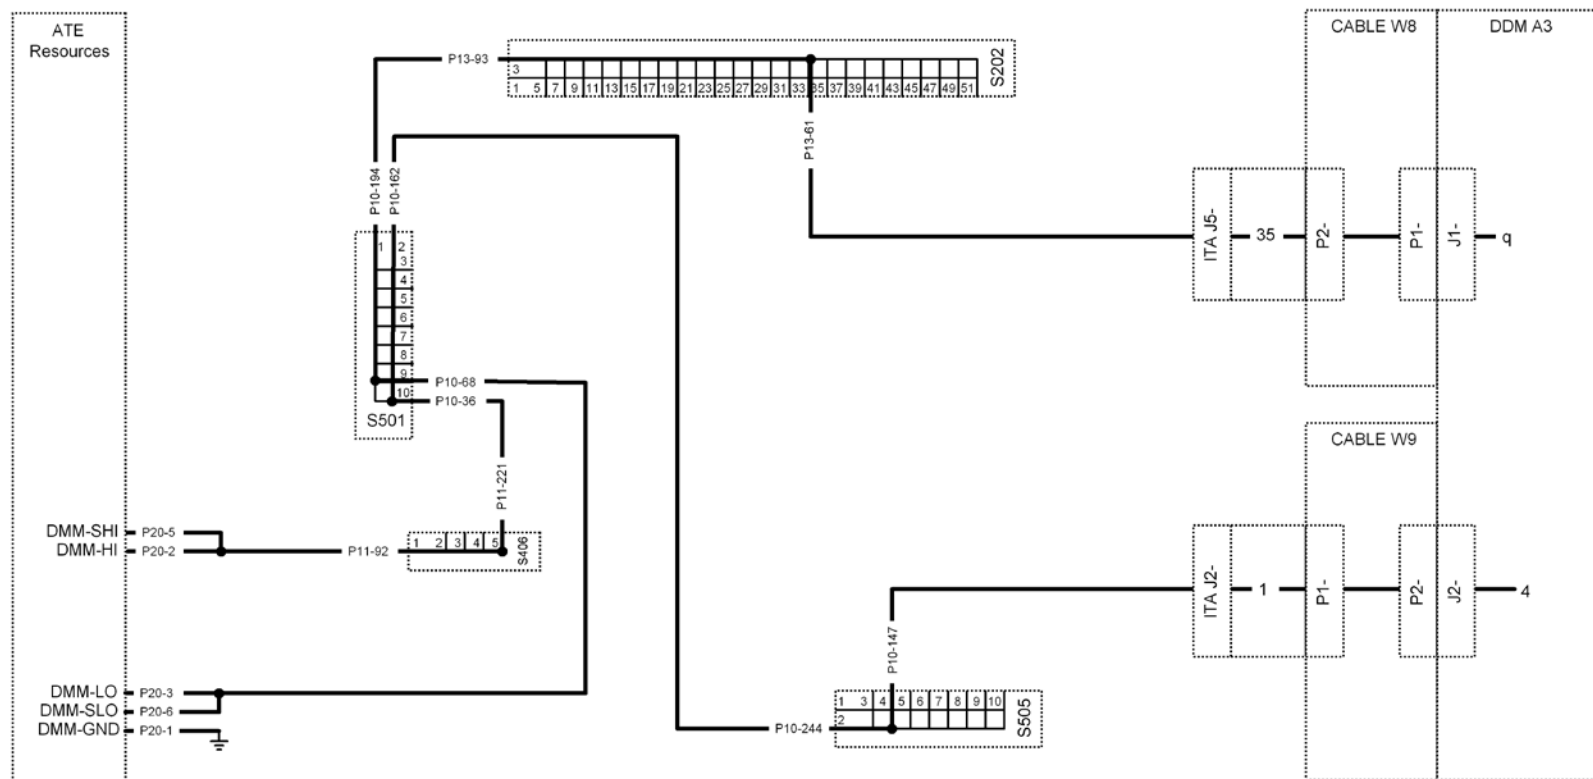 ATE
Resources
CABLE W8
DDM A3
P13-93
3
1 5 7 9 11 13 15 17 19 21 23 25 27 29 31 33 35 37 39 41 43 45 47 49 51
S202
P13-61
P10-194
P10-162
1 2
3
4
5
6
7
8
9
10
S501
P10-68
P10-36
ITA J5-
35
P2-
P1-
J1-
q
CABLE W9
P11-221
DMM-SHI P20-5
DMM-HI P20-2
P11-92
1 2 3 4 5
S406
ITA J2-
1
P1-
P2-
J2-
4
P10-147
DMM-LO P20-3
DMM-SLO P20-6
DMM-GND P20-1
P10-244
1 3 4 5 6 7 8 9 10
2
S505